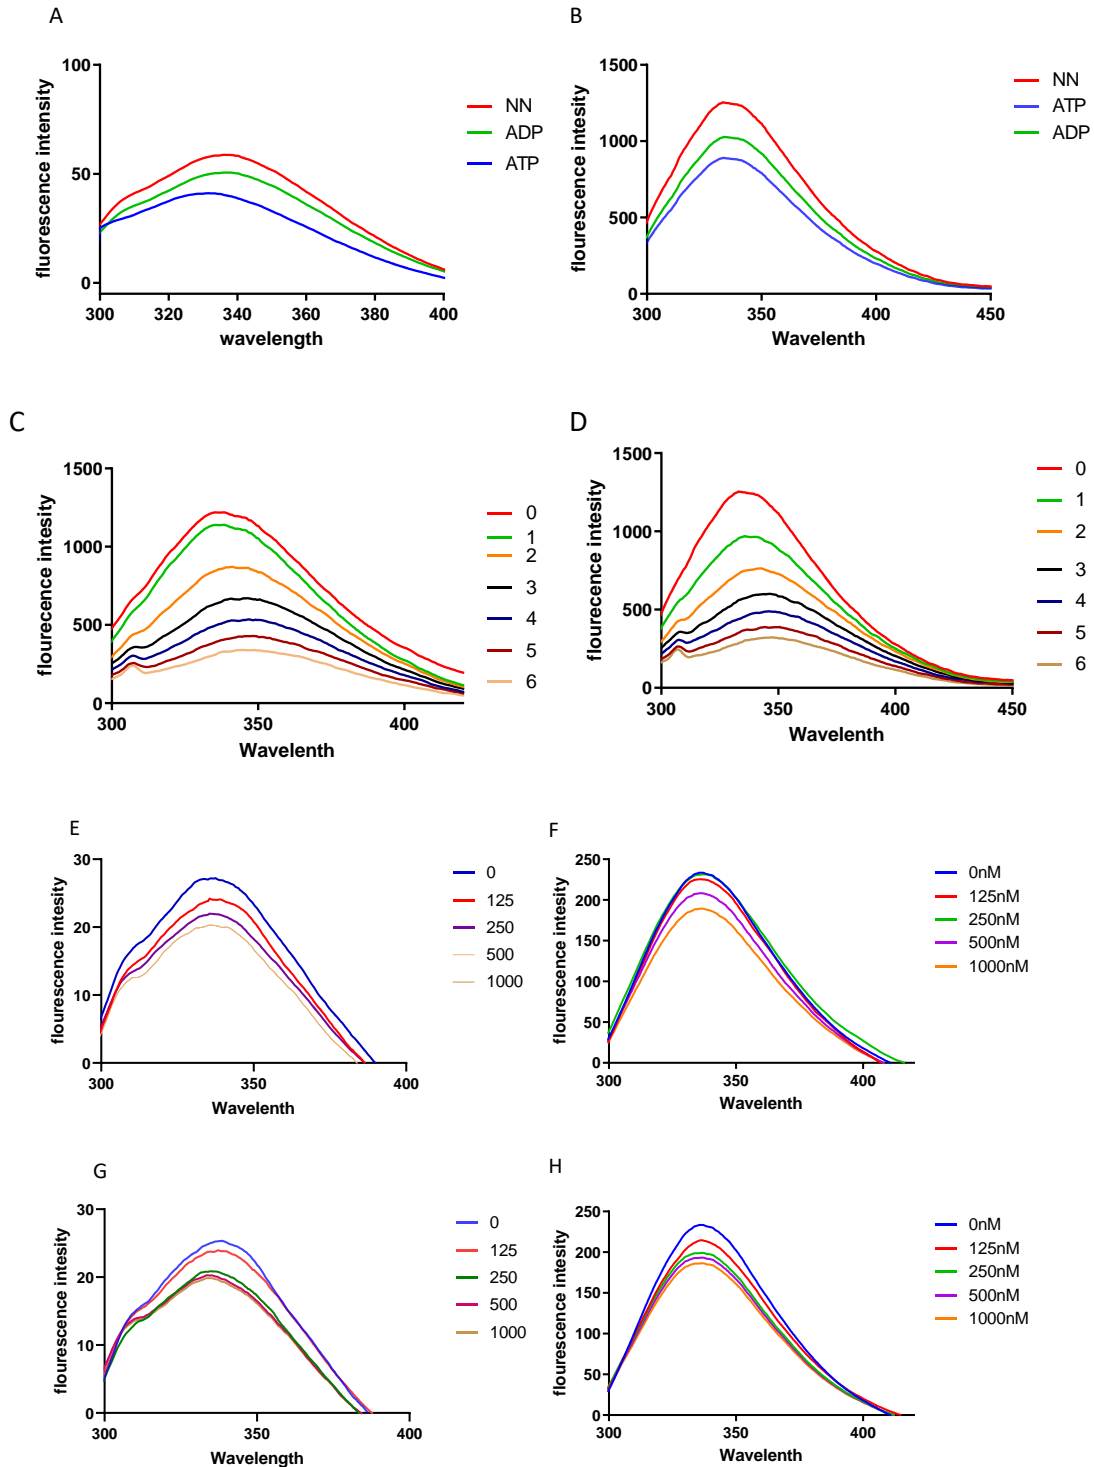 A
fluorescence intensity
100
50
0
300 320 340 360 380 400
wavelength
NN
ADP
ATP
B
flourescence intesity
1500
1000
500
0
300 350 400 450
Wavelenth
NN
ATP
ADP
C
flourecence intesity
1500
1000
500
0
300 350 400
Wavelenth
0
1
2
3
4
5
6
D
flourecence intesity
1500
1000
500
0
300 350 400 450
Wavelenth
0
1
2
3
4
5
6
E
flourescence intesity
30
20
10
0
300 350 400
Wavelenth
0
125
250
500
1000
F
flourescence intesity
250
200
150
100
50
0
300 350 400
Wavelenth
0nM
125nM
250nM
500nM
1000nM
G
flourescence intesity
30
20
10
0
300 350 400
Wavelength
0
125
250
500
1000
H
flourescence intesity
250
200
150
100
50
0
300 350 400
Wavelenth
0nM
125nM
250nM
500nM
1000nM